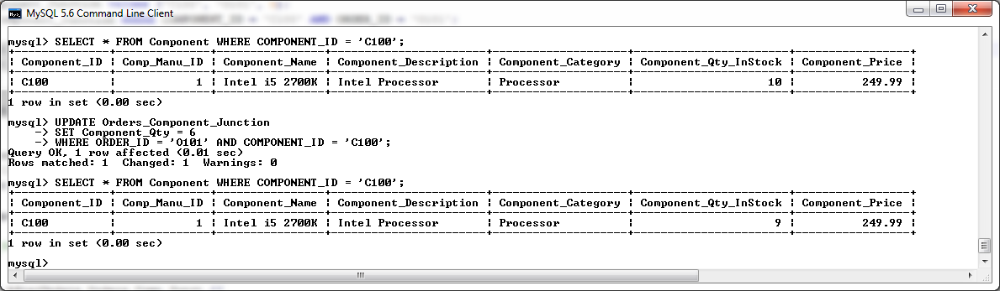 MySQL 5.6 Command Line Client
mysql> SELECT * FROM Component WHERE COMPONENT_ID = 'C100';
| Component_ID | Comp_Manu_ID | Component_Name | Component_Description | Component_Category | Component_Qty_InStock | Component_Price |
| C100 | 1 | Intel i5 2700K | Intel Processor | Processor | 10 | 249.99 |
1 row in set (0.00 sec)
mysql> UPDATE Orders_Component_Junction
-> SET Component_Qty = 6
-> WHERE ORDER_ID = 'O101' AND COMPONENT_ID = 'C100';
Query OK, 1 row affected (0.01 sec)
Rows matched: 1 Changed: 1 Warnings: 0
mysql> SELECT * FROM Component WHERE COMPONENT_ID = 'C100';
| Component_ID | Comp_Manu_ID | Component_Name | Component_Description | Component_Category | Component_Qty_InStock | Component_Price |
| C100 | 1 | Intel i5 2700K | Intel Processor | Processor | 9 | 249.99 |
1 row in set (0.00 sec)
mysql>